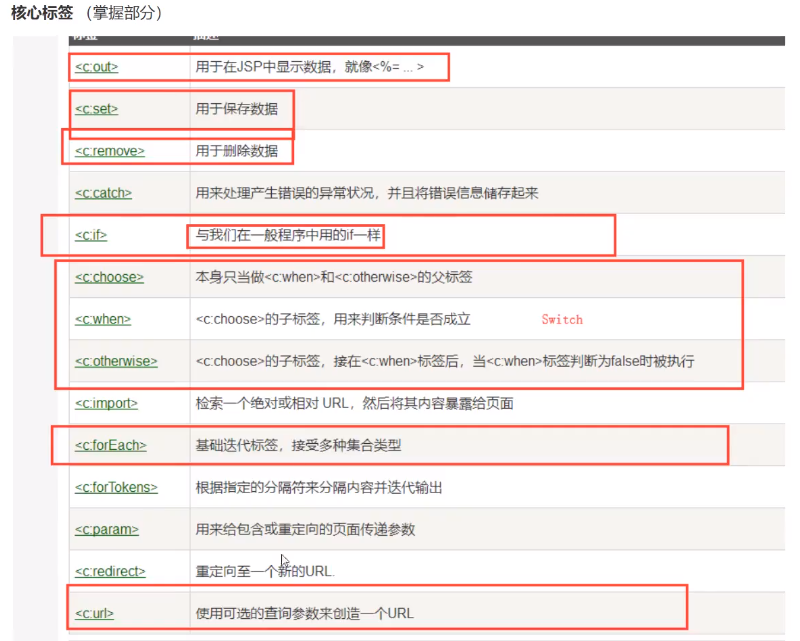 核心标签 （掌握部分）
标签 描述
<c:out> 用于在JSP中显示数据，就像<%= ... >
<c:set> 用于保存数据
<c:remove> 用于删除数据
<c:catch> 用来处理产生错误的异常状况，并且将错误信息储存起来
<c:if> 与我们在一般程序中用的if一样
<c:choose> 本身只当做<c:when>和<c:otherwise>的父标签
<c:when> <c:choose>的子标签，用来判断条件是否成立 Switch
<c:otherwise> <c:choose>的子标签，接在<c:when>标签后，当<c:when>标签判断为false时被执行
<c:import> 检索一个绝对或相对 URL，然后将其内容暴露给页面
<c:forEach> 基础迭代标签，接受多种集合类型
<c:forTokens> 根据指定的分隔符来分隔内容并迭代输出
<c:param> 用来给包含或重定向的页面传递参数
<c:redirect> 重定向至一个新的URL.
<c:url> 使用可选的查询参数来创造一个URL